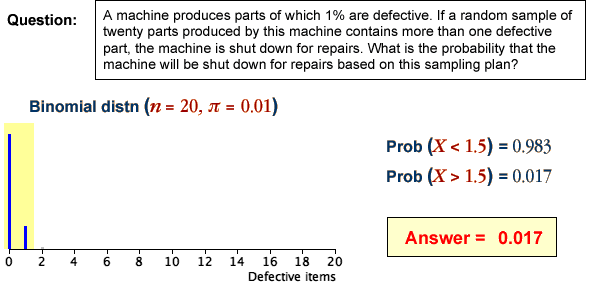 Question:
A machine produces parts of which 1% are defective. If a random sample of
twenty parts produced by this machine contains more than one defective
part, the machine is shut down for repairs. What is the probability that the
machine will be shut down for repairs based on this sampling plan?
Binomial distn (n = 20, π = 0.01)
Prob (X < 1.5) = 0.983
Prob (X > 1.5) = 0.017
Answer = 0.017
0 2 4 6 8 10 12 14 16 18 20
Defective items